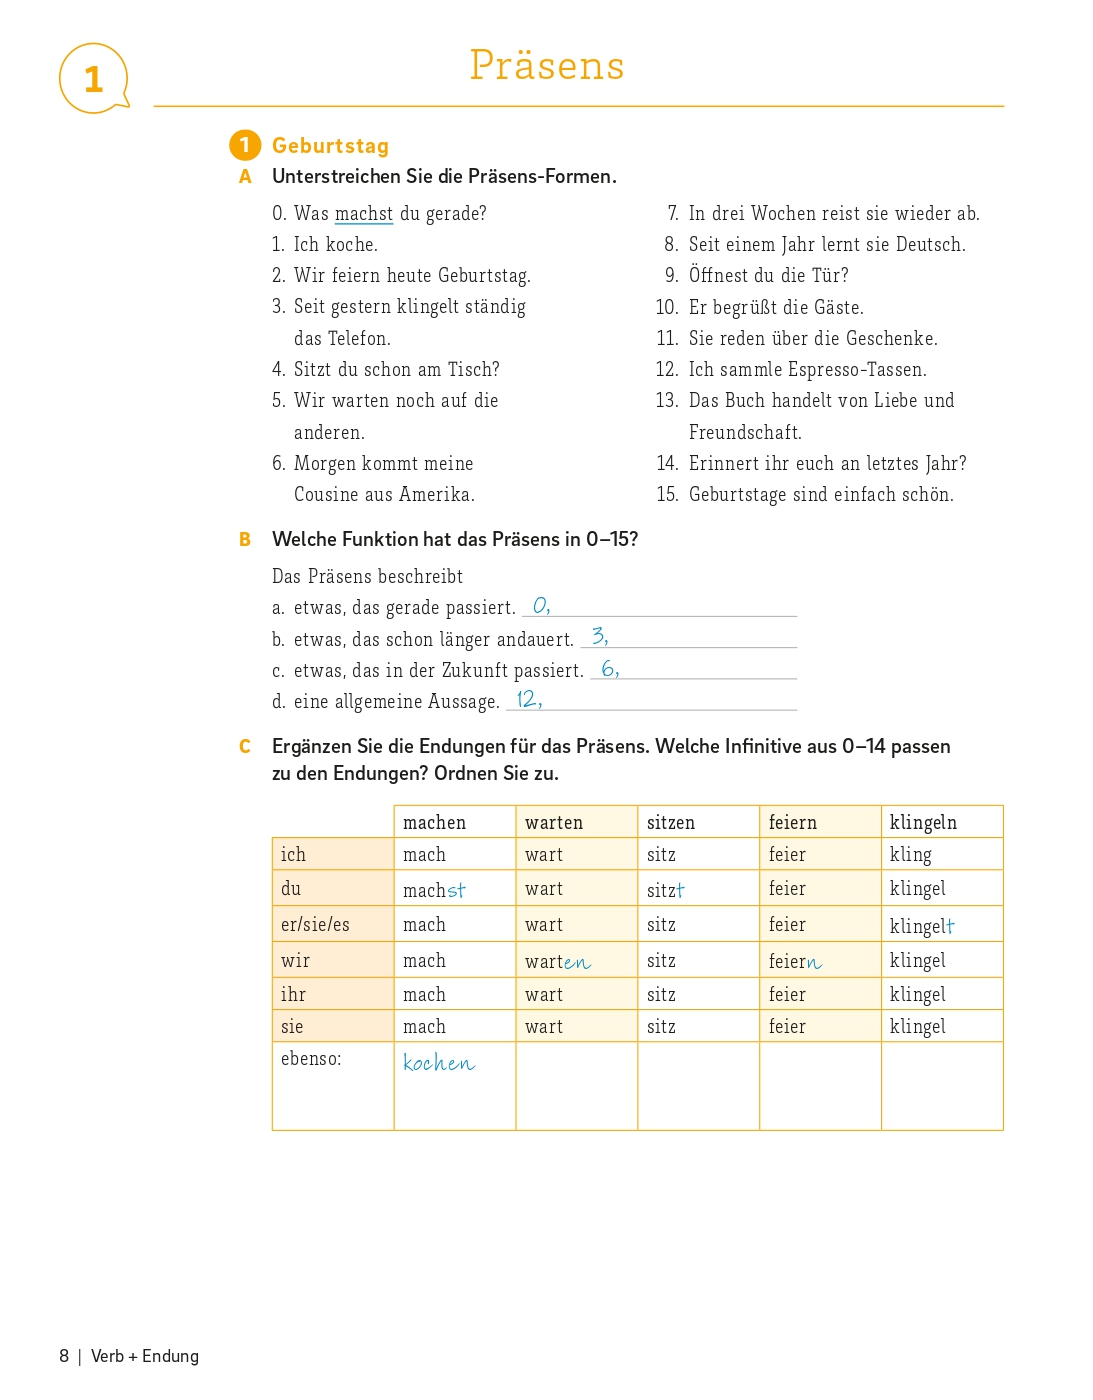 1
Präsens
1 Geburtstag
A Unterstreichen Sie die Präsens-Formen.
0. Was machst du gerade?
1. Ich koche.
2. Wir feiern heute Geburtstag.
3. Seit gestern klingelt ständig
das Telefon.
4. Sitzt du schon am Tisch?
5. Wir warten noch auf die
anderen.
6. Morgen kommt meine
Cousine aus Amerika.
7. In drei Wochen reist sie wieder ab.
8. Seit einem Jahr lernt sie Deutsch.
9. Öffnest du die Tür?
10. Er begrüßt die Gäste.
11. Sie reden über die Geschenke.
12. Ich sammle Espresso-Tassen.
13. Das Buch handelt von Liebe und
Freundschaft.
14. Erinnert ihr euch an letztes Jahr?
15. Geburtstage sind einfach schön.
B Welche Funktion hat das Präsens in 0–15?
Das Präsens beschreibt
a. etwas, das gerade passiert. 0,
b. etwas, das schon länger andauert. 3,
c. etwas, das in der Zukunft passiert. 6,
d. eine allgemeine Aussage. 12,
C Ergänzen Sie die Endungen für das Präsens. Welche Infinitive aus 0–14 passen
zu den Endungen? Ordnen Sie zu.
machen warten sitzen feiern klingeln
ich mach wart sitz feier kling
du machst wart sitzt feier klingel
er/sie/es mach wart sitz feier klingelt
wir mach warten sitz feiern klingel
ihr mach wart sitz feier klingel
sie mach wart sitz feier klingel
ebenso: kochen
8 | Verb + Endung